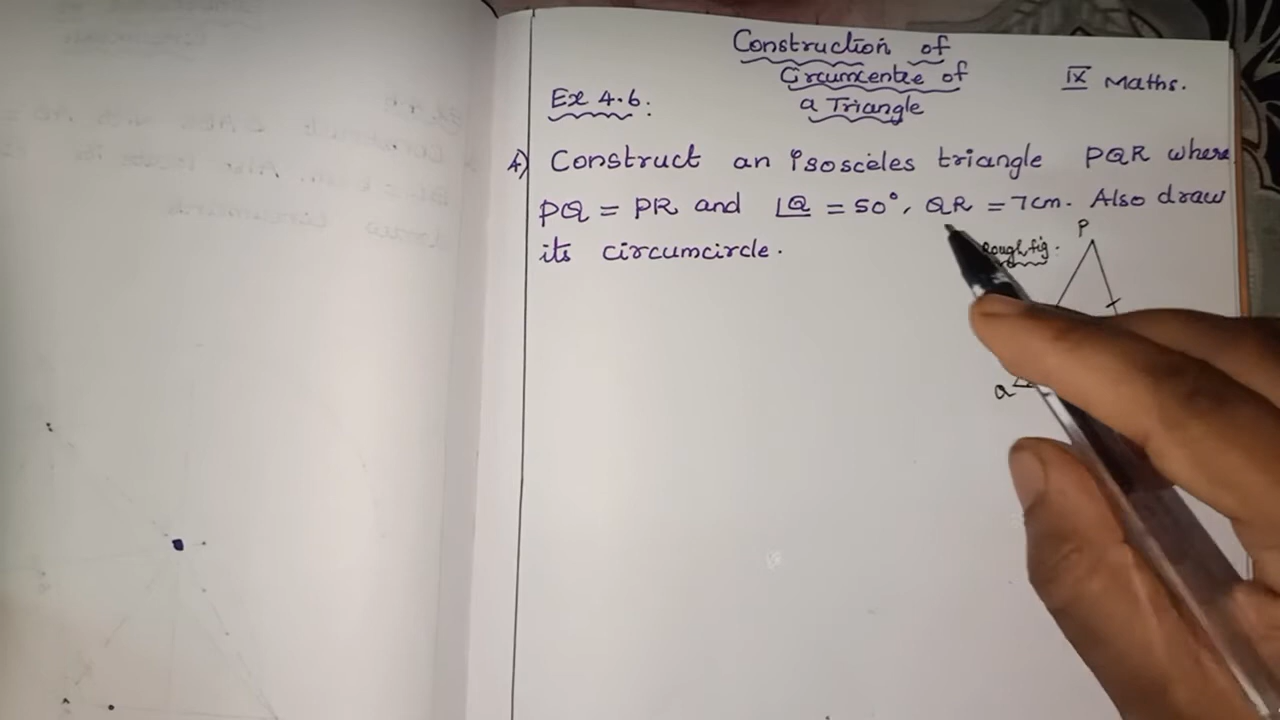 Construction of
Circumcentre of
a Triangle
IX Maths.
Ex 4.6.
4) Construct an isosceles triangle PQR where
PQ = PR and ∠Q = 50°, QR = 7cm. Also draw
its circumcircle.
Rough fig:
P
Q